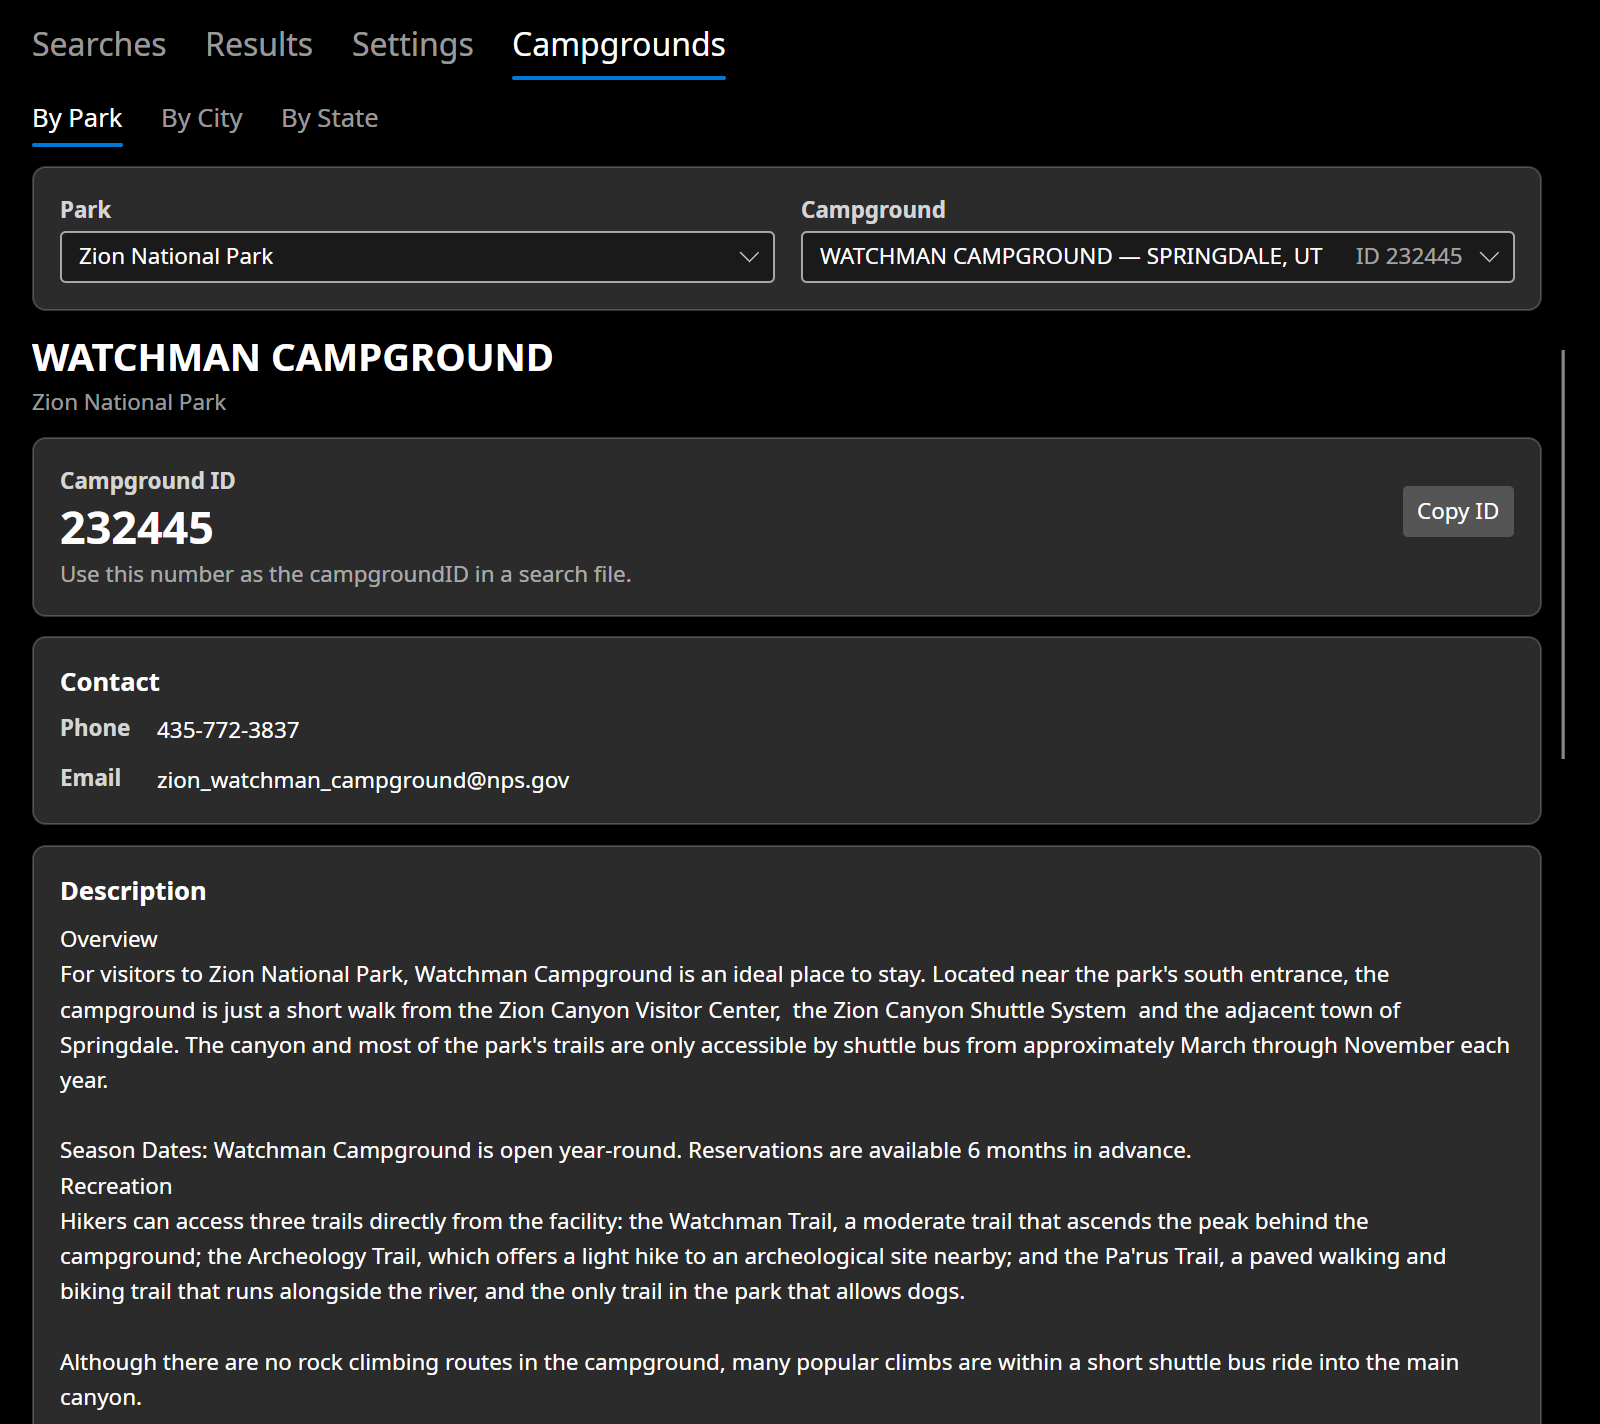 Searches Results Settings Campgrounds
By Park By City By State
Park Campground
Zion National Park WATCHMAN CAMPGROUND — SPRINGDALE, UT ID 232445
WATCHMAN CAMPGROUND
Zion National Park
Campground ID
232445
Copy ID
Use this number as the campgroundID in a search file.
Contact
Phone 435-772-3837
Email zion_watchman_campground@nps.gov
Description
Overview
For visitors to Zion National Park, Watchman Campground is an ideal place to stay. Located near the park's south entrance, the
campground is just a short walk from the Zion Canyon Visitor Center,  the Zion Canyon Shuttle System  and the adjacent town of
Springdale. The canyon and most of the park's trails are only accessible by shuttle bus from approximately March through November each
year.
Season Dates: Watchman Campground is open year-round. Reservations are available 6 months in advance.
Recreation
Hikers can access three trails directly from the facility: the Watchman Trail, a moderate trail that ascends the peak behind the
campground; the Archeology Trail, which offers a light hike to an archeological site nearby; and the Pa'rus Trail, a paved walking and
biking trail that runs alongside the river, and the only trail in the park that allows dogs.
Although there are no rock climbing routes in the campground, many popular climbs are within a short shuttle bus ride into the main
canyon.